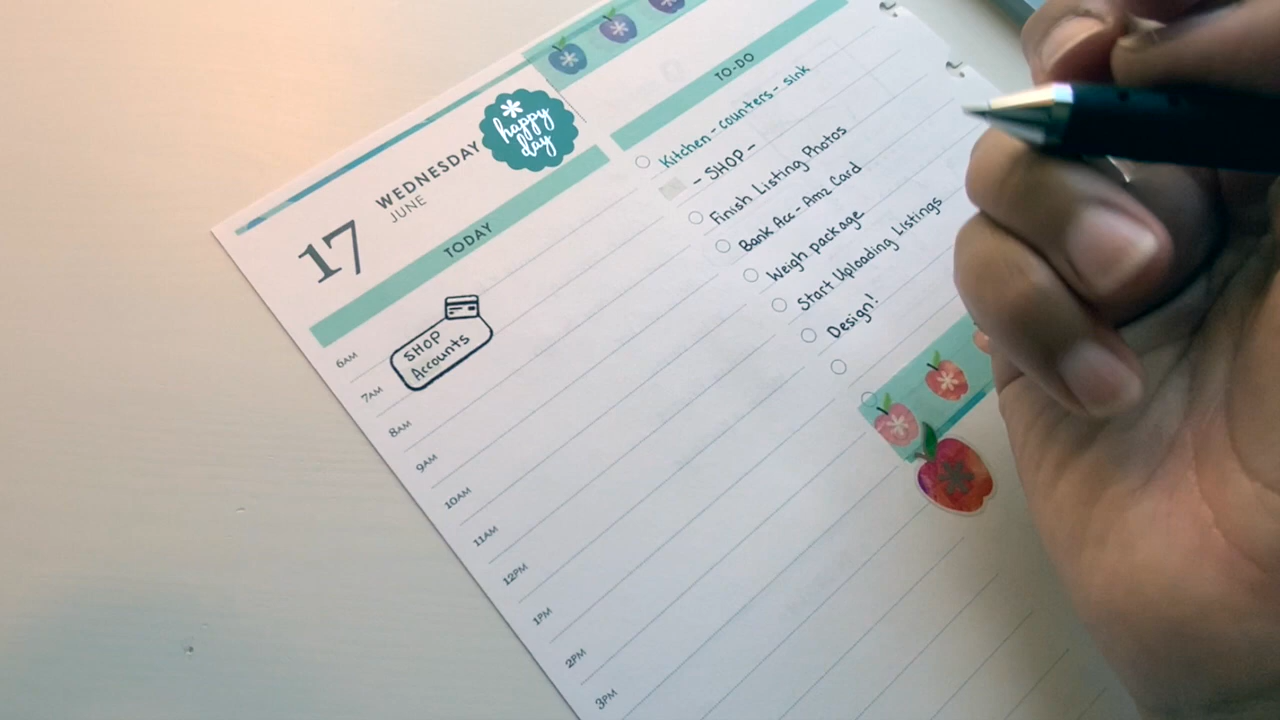 17
WEDNESDAY
JUNE
happy
day
TODAY
6AM
7AM
8AM
9AM
10AM
11AM
12PM
1PM
2PM
3PM
SHOP
Accounts
TO-DO
Kitchen - counters - sink
- SHOP -
Finish Listing Photos
Bank Acc - Amz Card
Weigh package
Start Uploading Listings
Design!